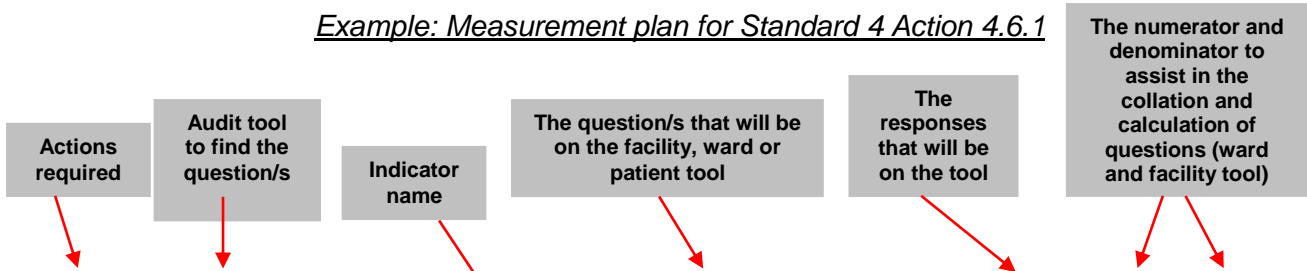 Example: Measurement plan for Standard 4 Action 4.6.1
Actions
required
Audit tool
to find the
question/s
Indicator
name
The question/s that will be
on the facility, ward or
patient tool
The
responses
that will be
on the tool
The numerator and
denominator to
assist in the
collation and
calculation of
questions (ward
and facility tool)